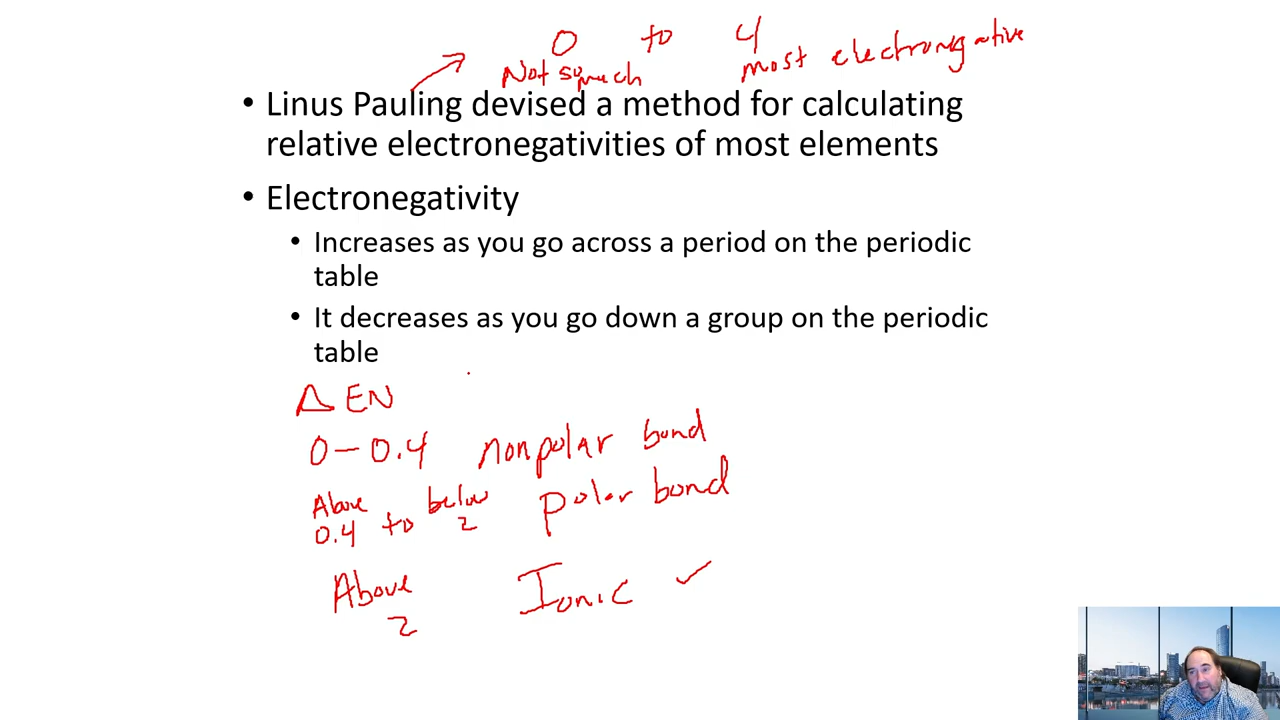 0 to 4
Not so much most electronegative
• Linus Pauling devised a method for calculating
relative electronegativities of most elements
• Electronegativity
• Increases as you go across a period on the periodic
table
• It decreases as you go down a group on the periodic
table
Δ EN
0 – 0.4 nonpolar bond
Above 0.4 to below 2 polar bond
Above 2 Ionic ✓